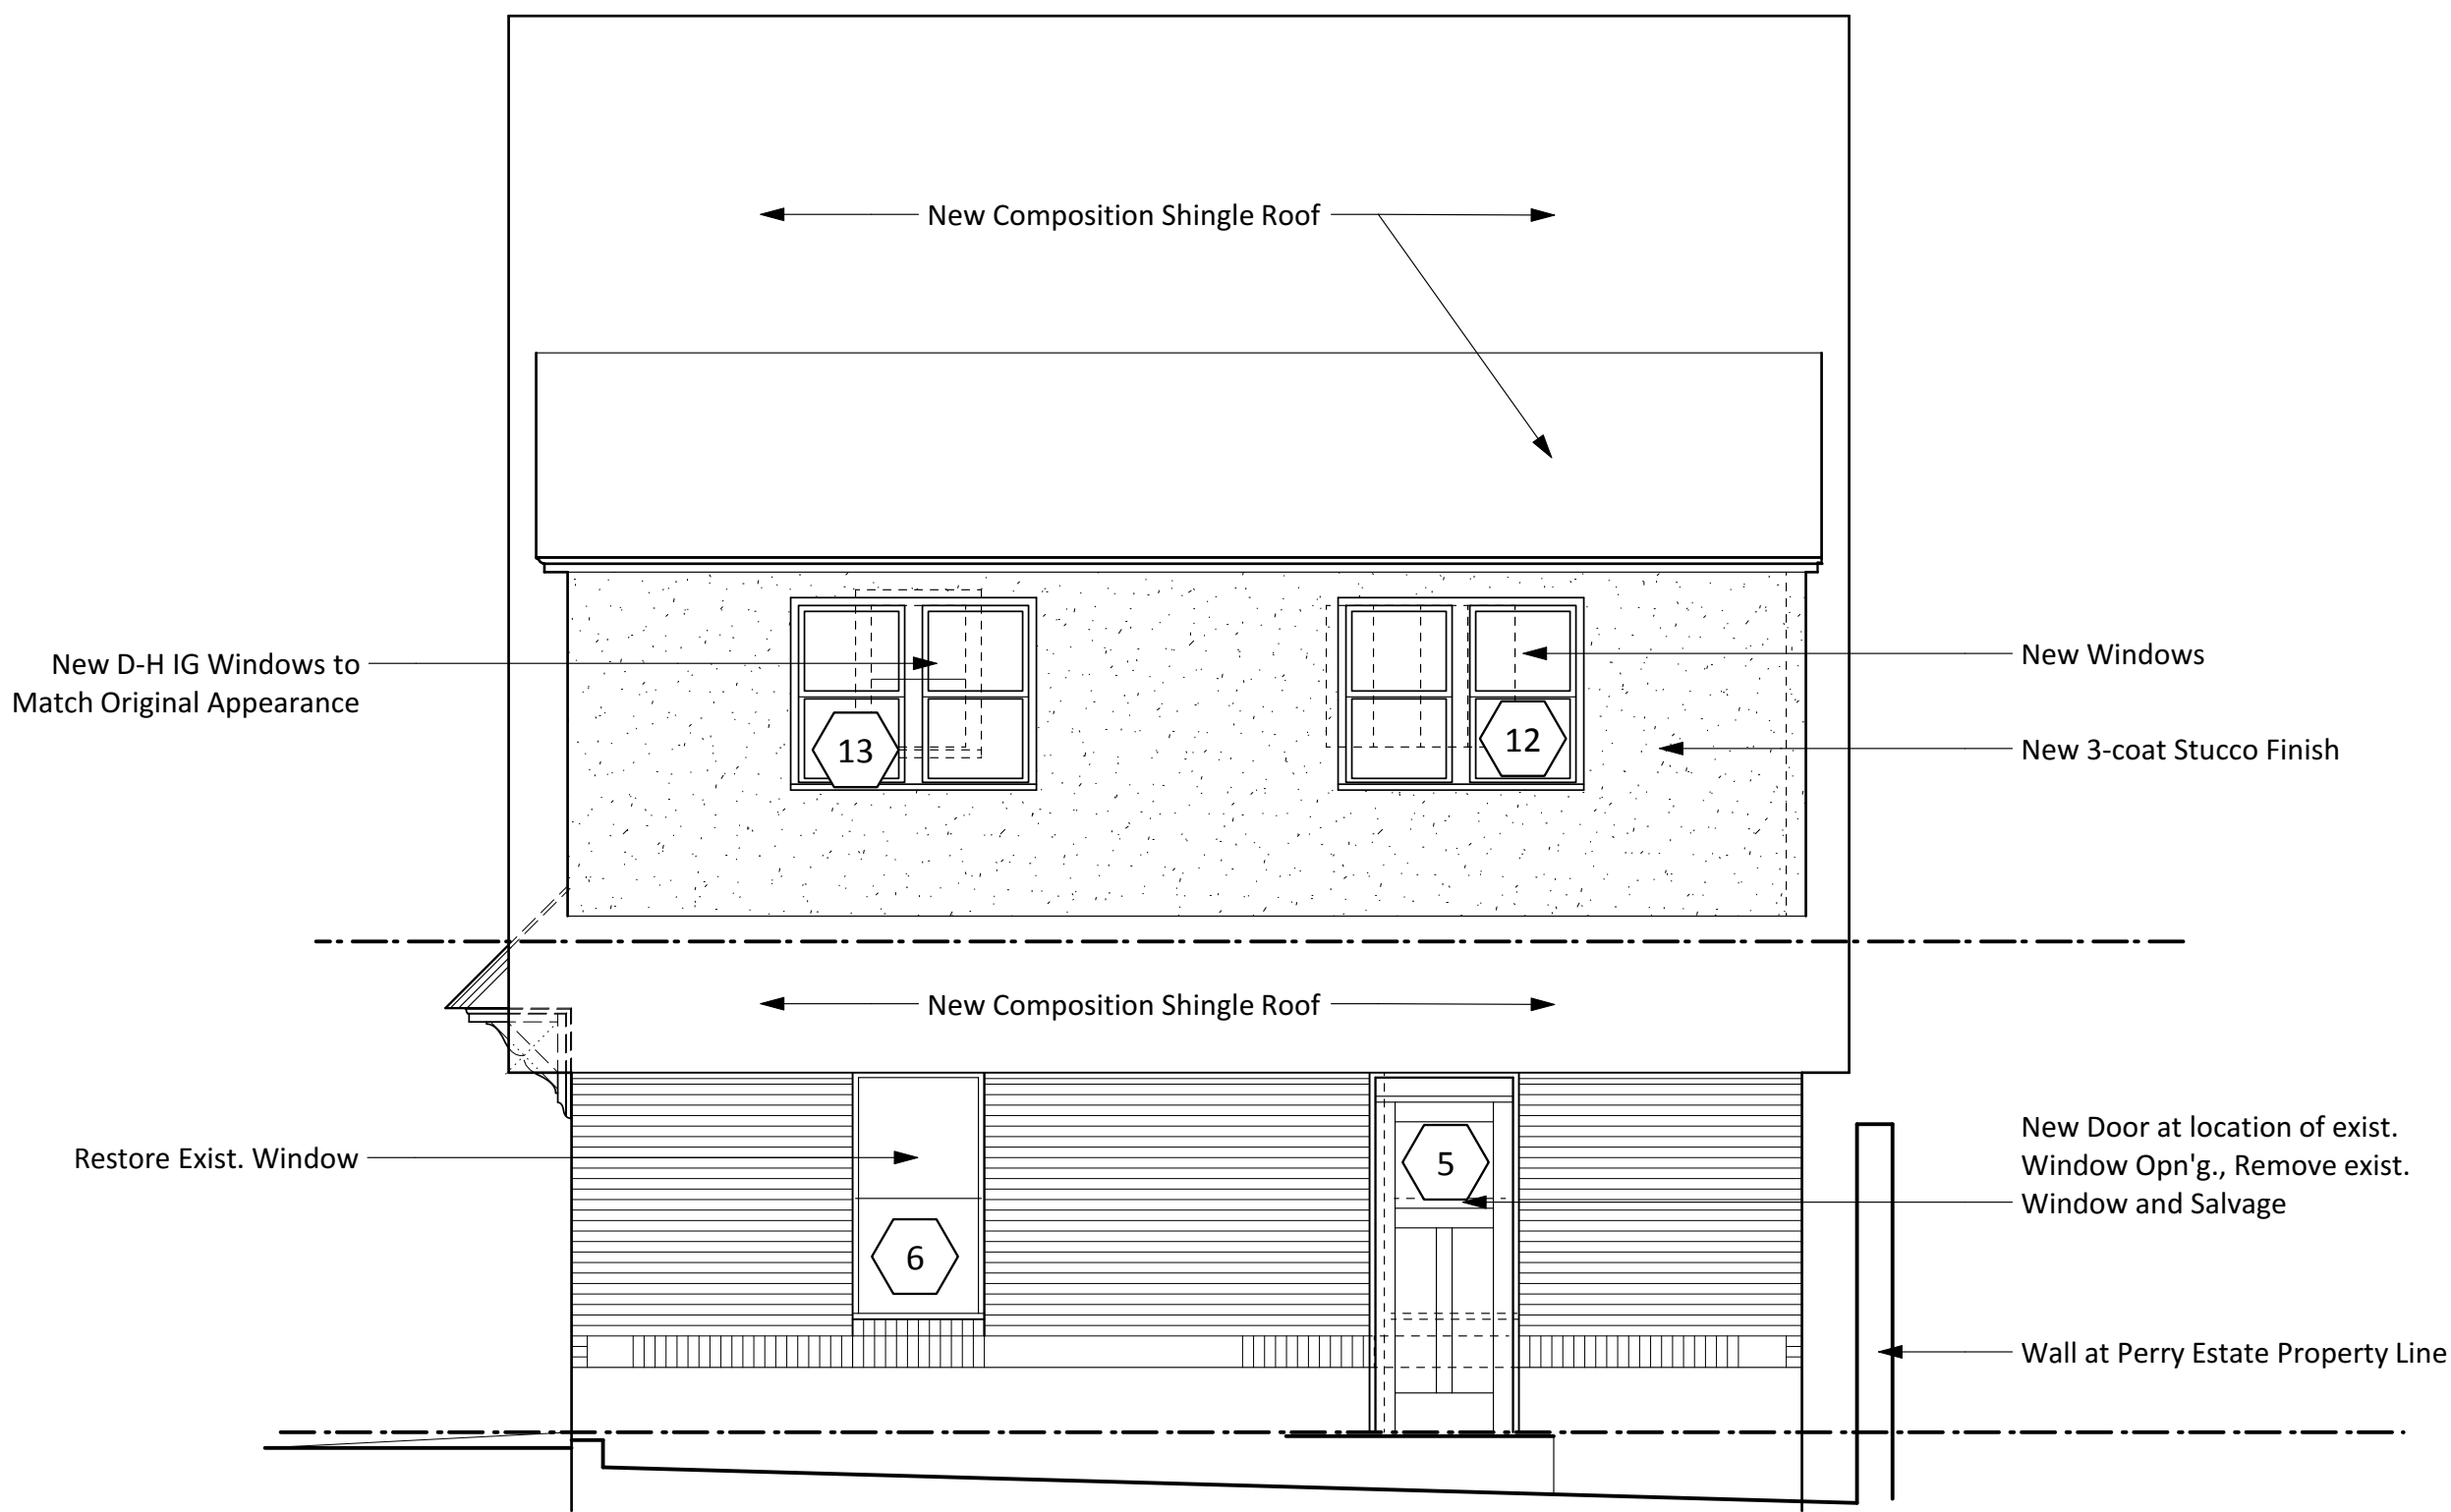 New Composition Shingle Roof
New D-H IG Windows to
Match Original Appearance
New Windows
13
12
New 3-coat Stucco Finish
New Composition Shingle Roof
Restore Exist. Window
5
6
New Door at location of exist.
Window Opn'g., Remove exist.
Window and Salvage
Wall at Perry Estate Property Line